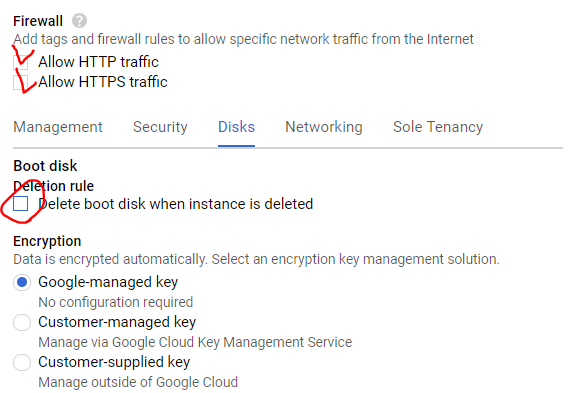 Firewall ?
Add tags and firewall rules to allow specific network traffic from the Internet
Allow HTTP traffic
Allow HTTPS traffic
Management Security Disks Networking Sole Tenancy
Boot disk
Deletion rule
Delete boot disk when instance is deleted
Encryption
Data is encrypted automatically. Select an encryption key management solution.
Google-managed key
No configuration required
Customer-managed key
Manage via Google Cloud Key Management Service
Customer-supplied key
Manage outside of Google Cloud